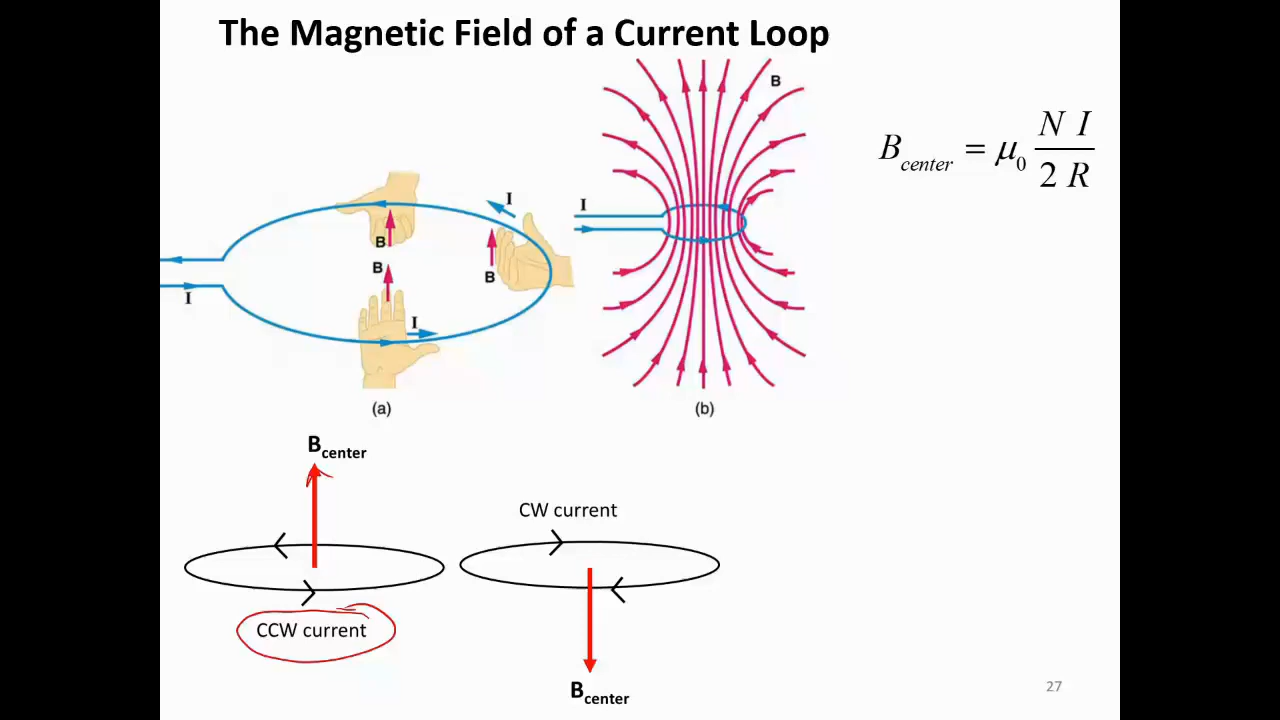 The Magnetic Field of a Current Loop
B
B_center = μ₀ N I / 2 R
I
I
B
B
B
I
I
(a)
(b)
B_center
CW current
CCW current
B_center
27